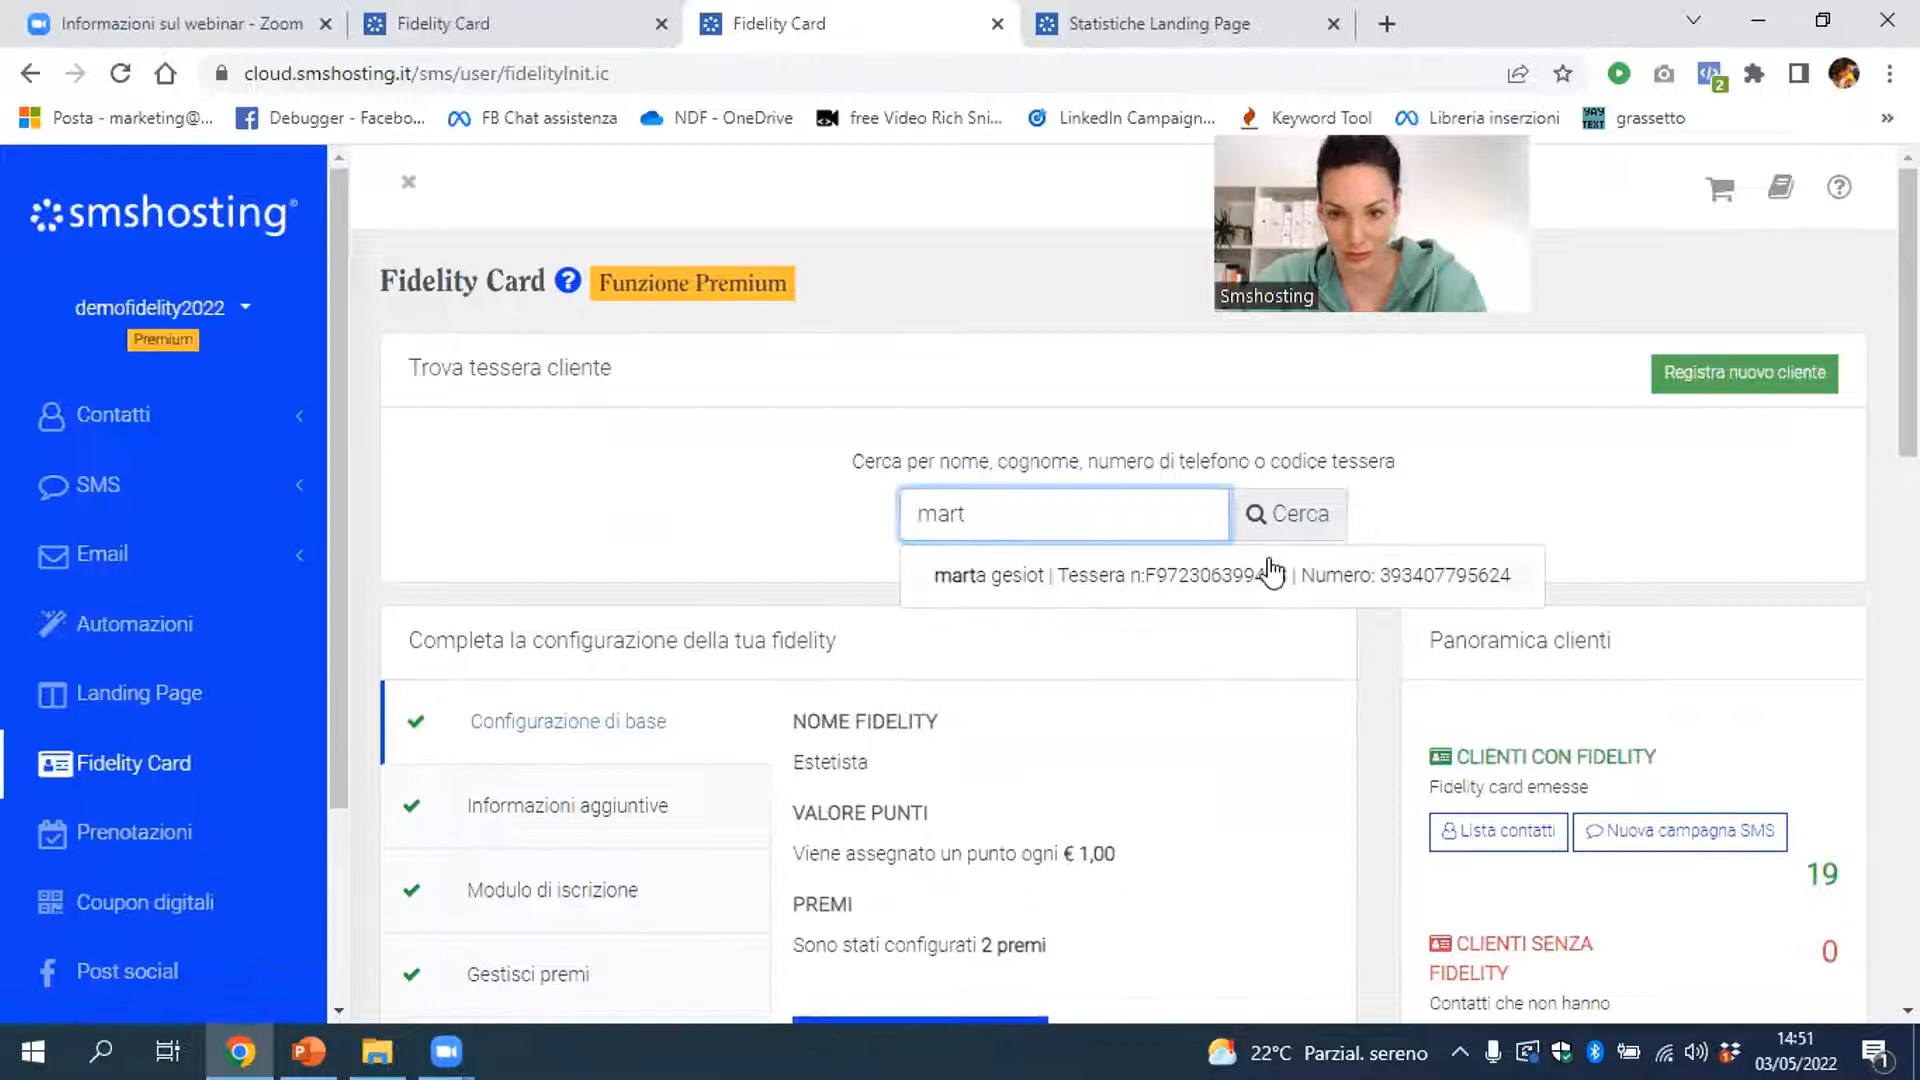 Informazioni sul webinar - Zoom
Fidelity Card
Fidelity Card
Statistiche Landing Page
cloud.smshosting.it/sms/user/fidelityInit.ic
2
Posta - marketing@...
Debugger - Facebo...
FB Chat assistenza
NDF - OneDrive
free Video Rich Sni...
LinkedIn Campaign...
Keyword Tool
Libreria inserzioni
YAY TEXT
grassetto
smshosting®
demofidelity2022
Premium
Contatti
SMS
Email
Automazioni
Landing Page
Fidelity Card
Prenotazioni
Coupon digitali
Post social
Fidelity Card
Funzione Premium
Smshosting
Trova tessera cliente
Registra nuovo cliente
Cerca per nome, cognome, numero di telefono o codice tessera
mart
Cerca
marta gesiot | Tessera n:F972306399 | Numero: 393407795624
Completa la configurazione della tua fidelity
Configurazione di base
Informazioni aggiuntive
Modulo di iscrizione
Gestisci premi
NOME FIDELITY
Estetista
VALORE PUNTI
Viene assegnato un punto ogni € 1,00
PREMI
Sono stati configurati 2 premi
Panoramica clienti
CLIENTI CON FIDELITY
Fidelity card emesse
Lista contatti
Nuova campagna SMS
19
CLIENTI SENZA
FIDELITY
0
Contatti che non hanno
22°C Parzial. sereno
14:51
03/05/2022
1